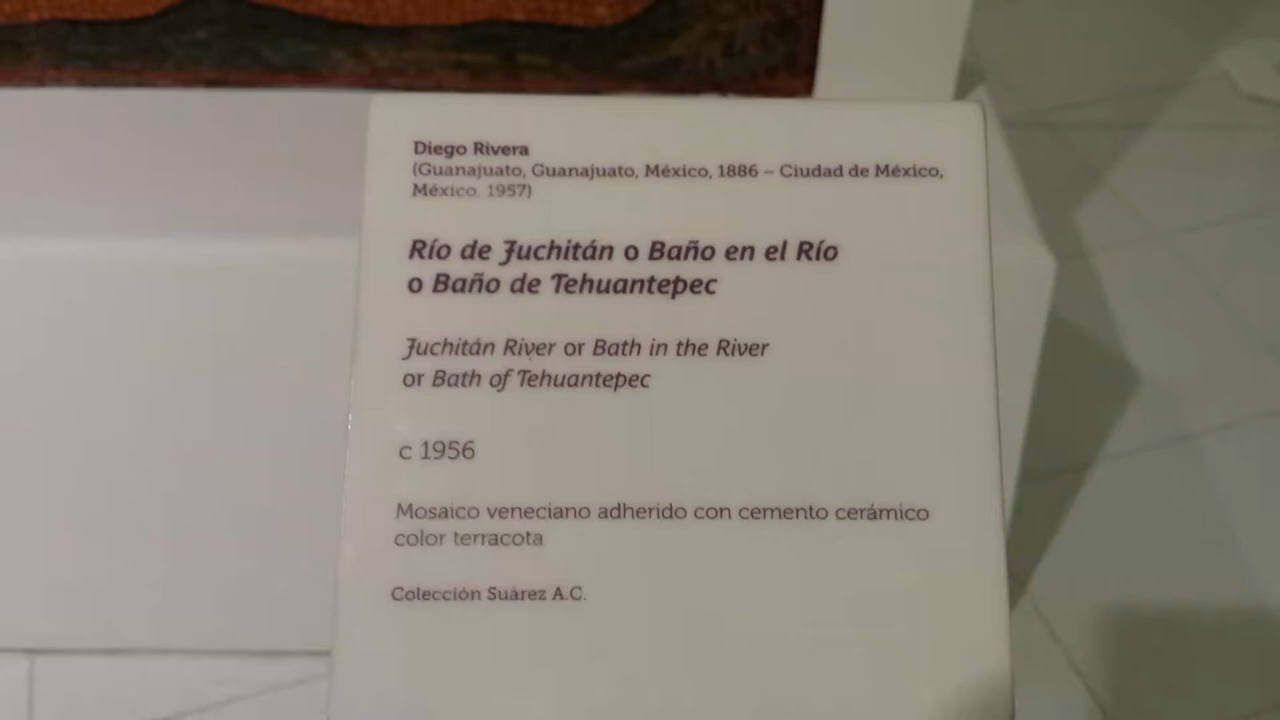 Diego Rivera
(Guanajuato, Guanajuato, México, 1886 – Ciudad de México,
México. 1957)
Río de Juchitán o Baño en el Río
o Baño de Tehuantepec
Juchitán River or Bath in the River
or Bath of Tehuantepec
c 1956
Mosaico veneciano adherido con cemento cerámico
color terracota
Colección Suárez A.C.